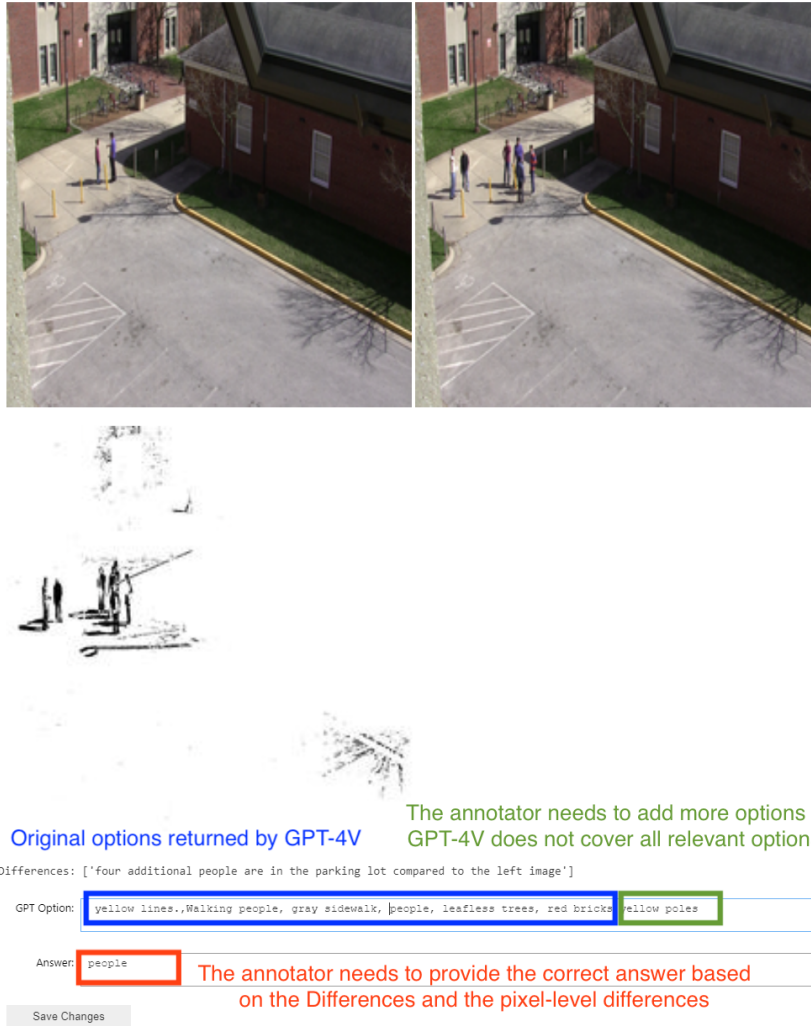 The annotator needs to add more options
Original options returned by GPT-4V
GPT-4V does not cover all relevant option
Differences: ['four additional people are in the parking lot compared to the left image']
GPT Option: yellow lines.,Walking people, gray sidewalk, people, leafless trees, red bricks yellow poles
Answer: people
The annotator needs to provide the correct answer based
on the Differences and the pixel-level differences
Save Changes